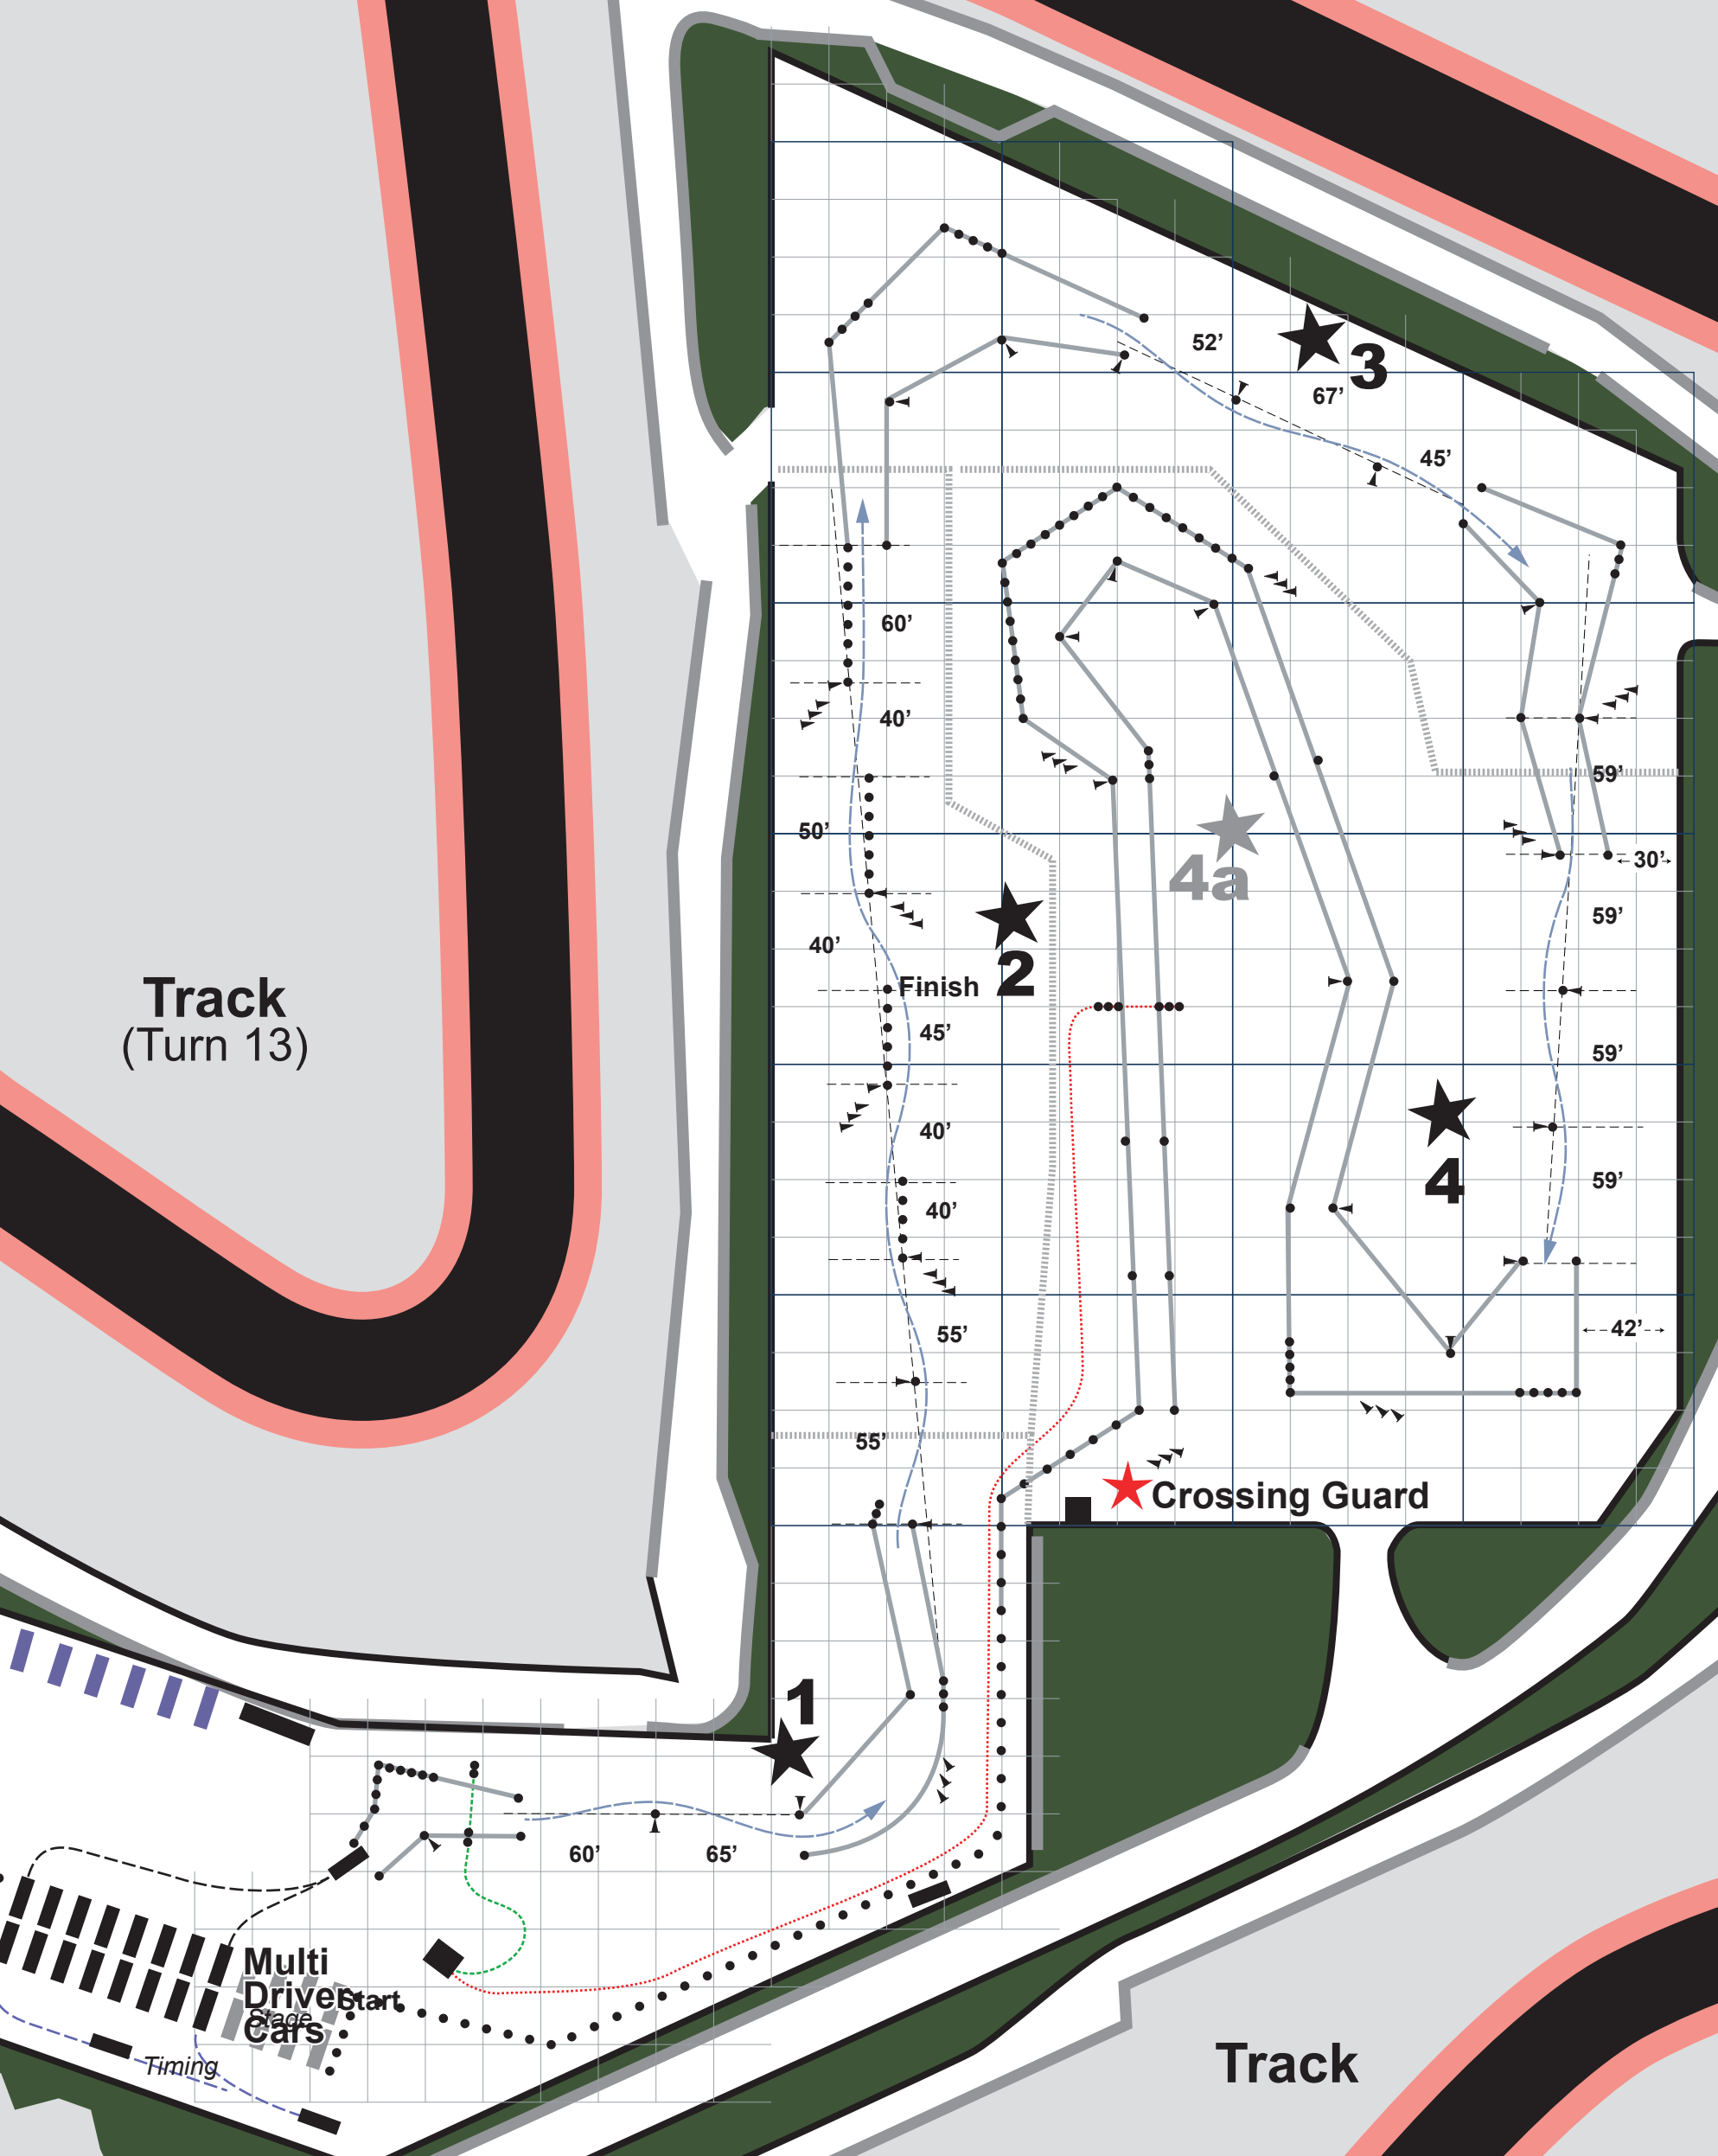 52’
3
67’
45’
60’
40’
59’
50’
4a
30’
59’
2
40’
Finish
Track
(Turn 13)
45’
59’
40’
4
59’
40’
55’
42’
55’
Crossing Guard
1
60’
65’
Multi
Driver
Start
Stage
Cars
Timing
Track